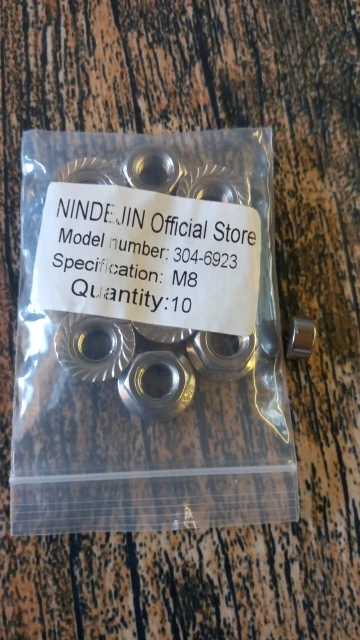 NINDEJIN Official Store
Model number: 304-6923
Specification: M8
Quantity:10